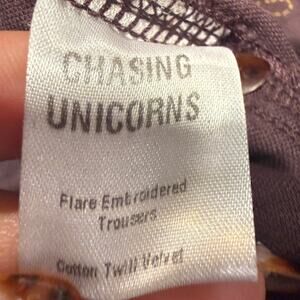 CHASING
UNICORNS
Flare Embroidered
Trousers
Cotton Twill Velvet